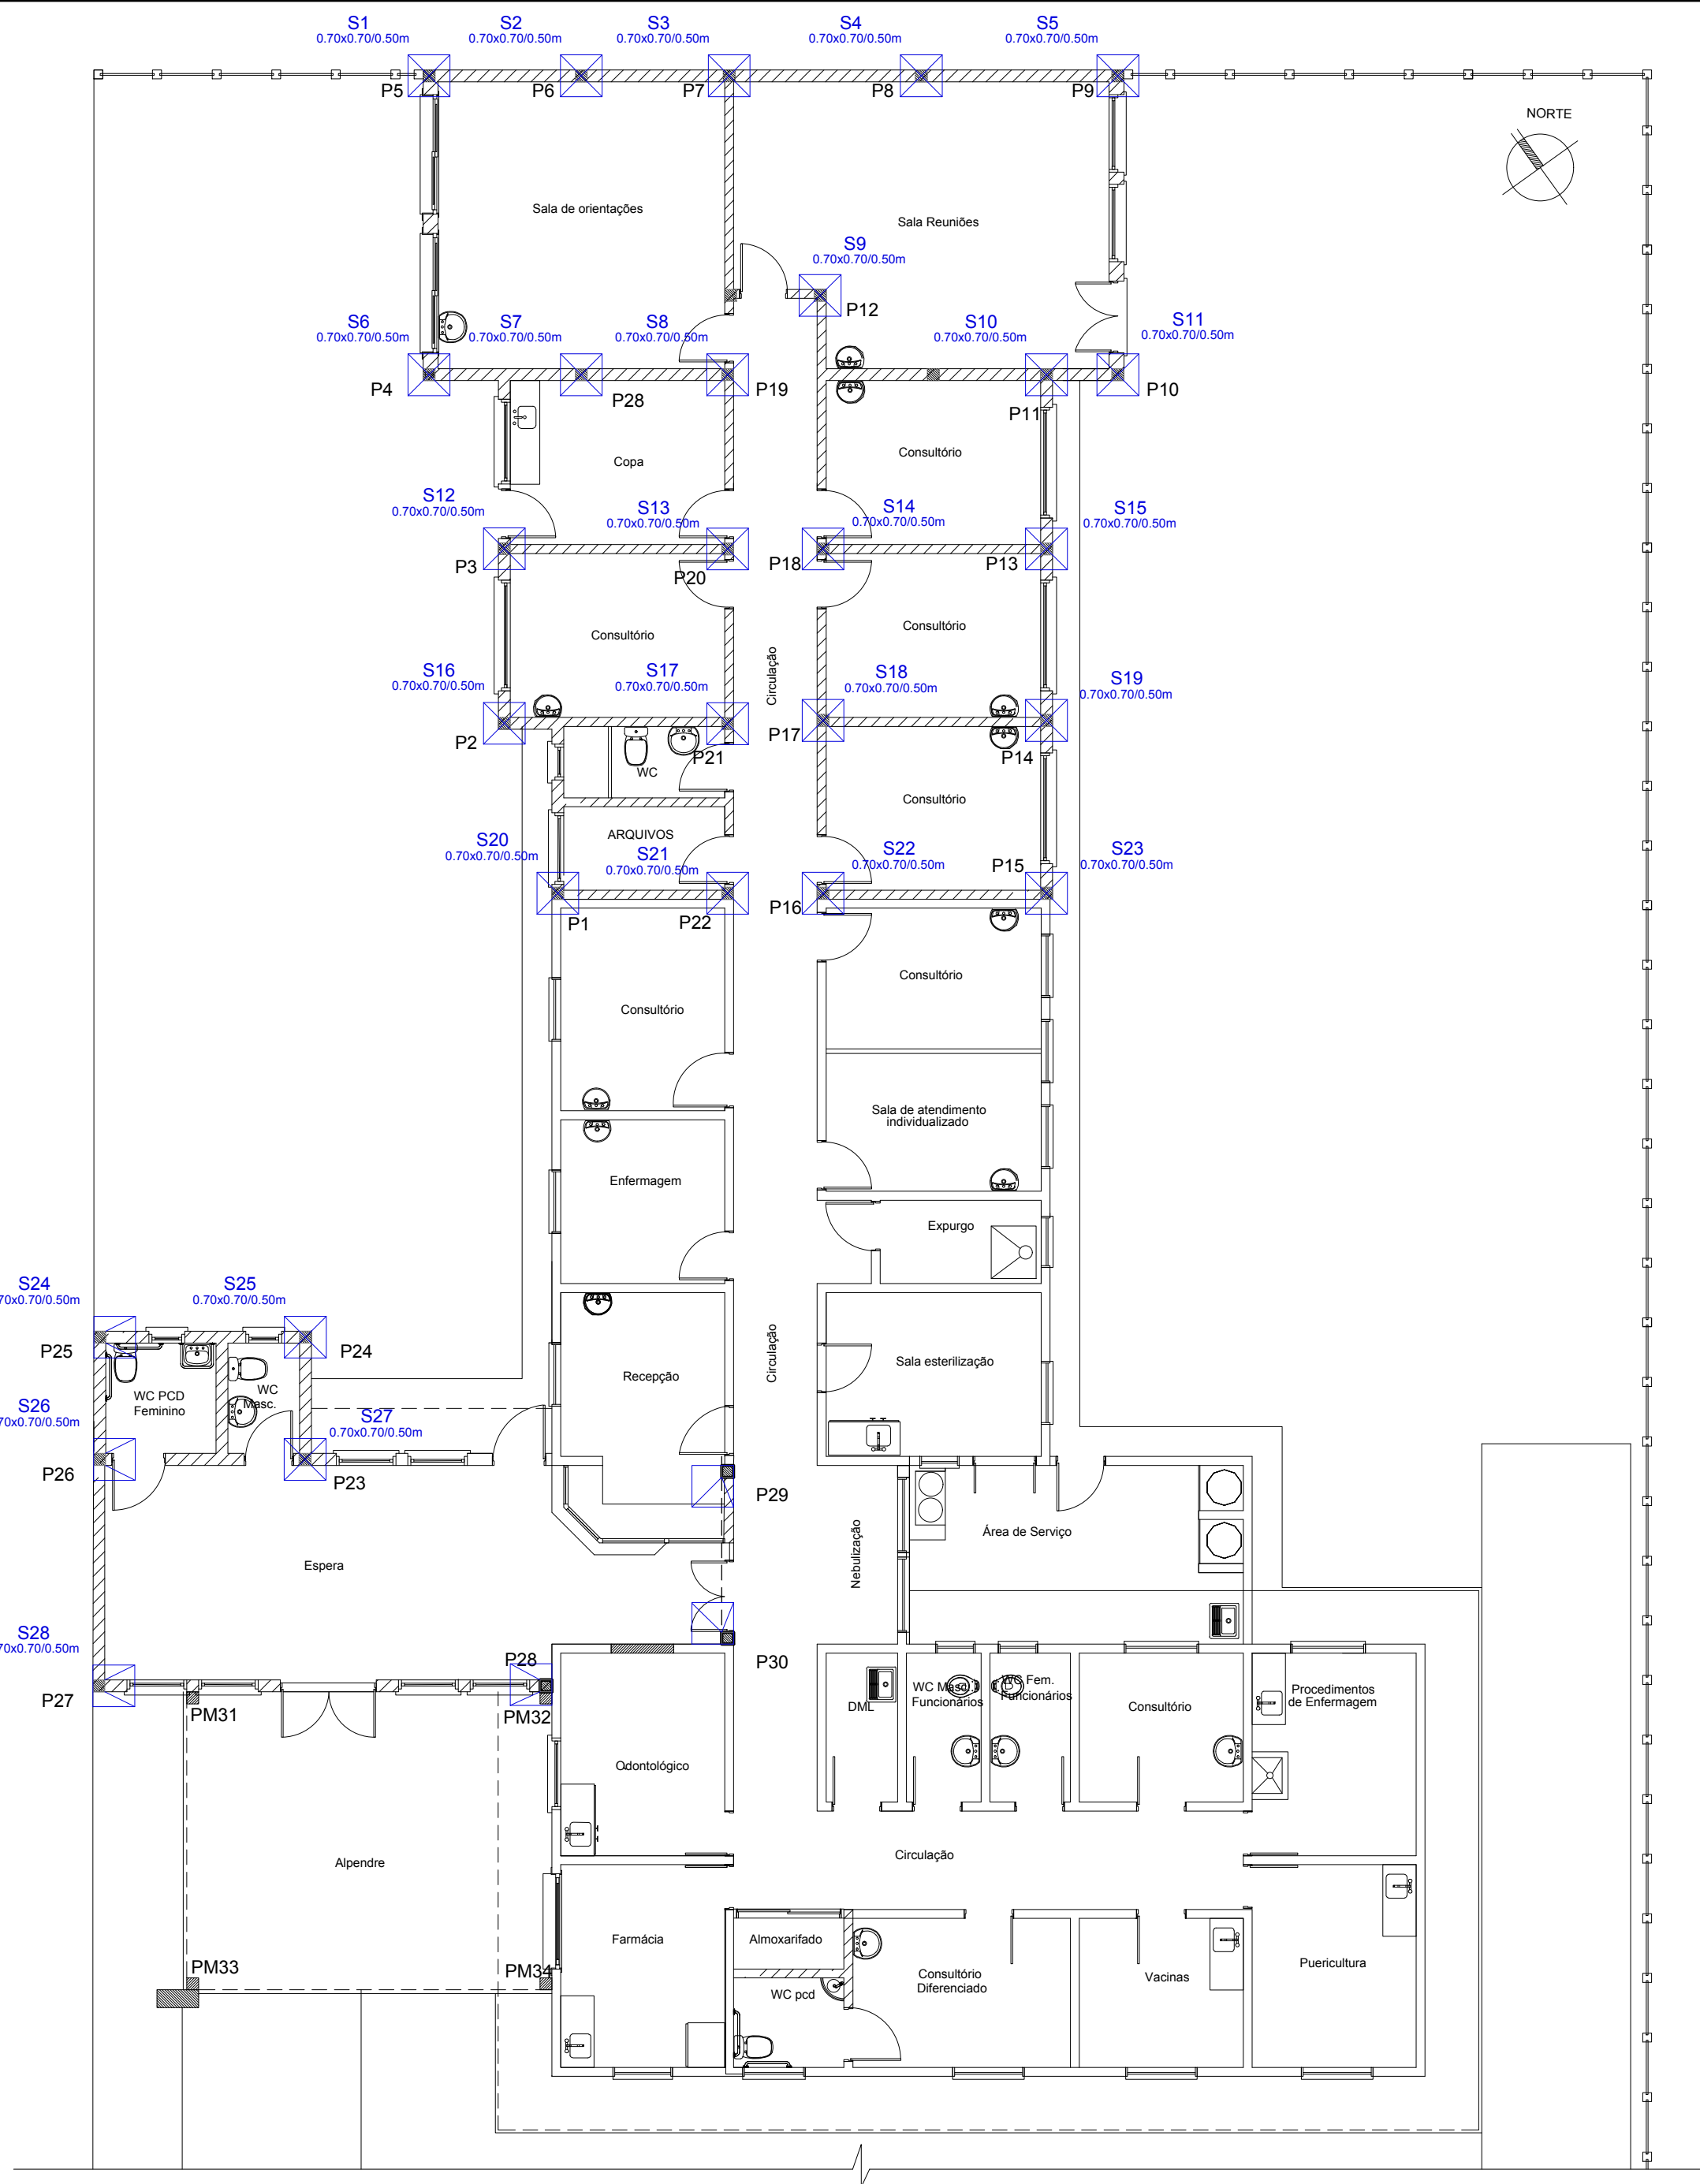 S1
0.70x0.70/0.50m
S2
0.70x0.70/0.50m
S3
0.70x0.70/0.50m
S4
0.70x0.70/0.50m
S5
0.70x0.70/0.50m
P5
P6
P7
P8
P9
NORTE
Sala de orientações
Sala Reuniões
S9
0.70x0.70/0.50m
P12
S6
0.70x0.70/0.50m
S7
0.70x0.70/0.50m
S8
0.70x0.70/0.50m
S10
0.70x0.70/0.50m
S11
0.70x0.70/0.50m
P4
P28
P19
P11
P10
Copa
Consultório
S12
0.70x0.70/0.50m
S13
0.70x0.70/0.50m
S14
0.70x0.70/0.50m
S15
0.70x0.70/0.50m
P3
P20
P18
P13
Consultório
Consultório
Circulação
S16
0.70x0.70/0.50m
S17
0.70x0.70/0.50m
S18
0.70x0.70/0.50m
S19
0.70x0.70/0.50m
P2
P21
P17
P14
WC
Consultório
ARQUIVOS
S20
0.70x0.70/0.50m
S21
0.70x0.70/0.50m
S22
0.70x0.70/0.50m
P15
S23
0.70x0.70/0.50m
P1
P22
P16
Consultório
Consultório
Sala de atendimento
individualizado
Enfermagem
Expurgo
S24
70x0.70/0.50m
S25
0.70x0.70/0.50m
P25
P24
Circulação
Sala esterilização
Recepção
WC PCD
Feminino
WC
Masc.
S26
70x0.70/0.50m
S27
0.70x0.70/0.50m
P26
P23
P29
Nebulização
Área de Serviço
Espera
S28
70x0.70/0.50m
P28
P30
P27
PM31
PM32
DML
WC Masc.
Funcionários
WC Fem.
Funcionários
Consultório
Procedimentos
de Enfermagem
Odontológico
Alpendre
Circulação
Farmácia
Almoxarifado
PM33
PM34
Consultório
Diferenciado
Vacinas
Puericultura
WC pcd